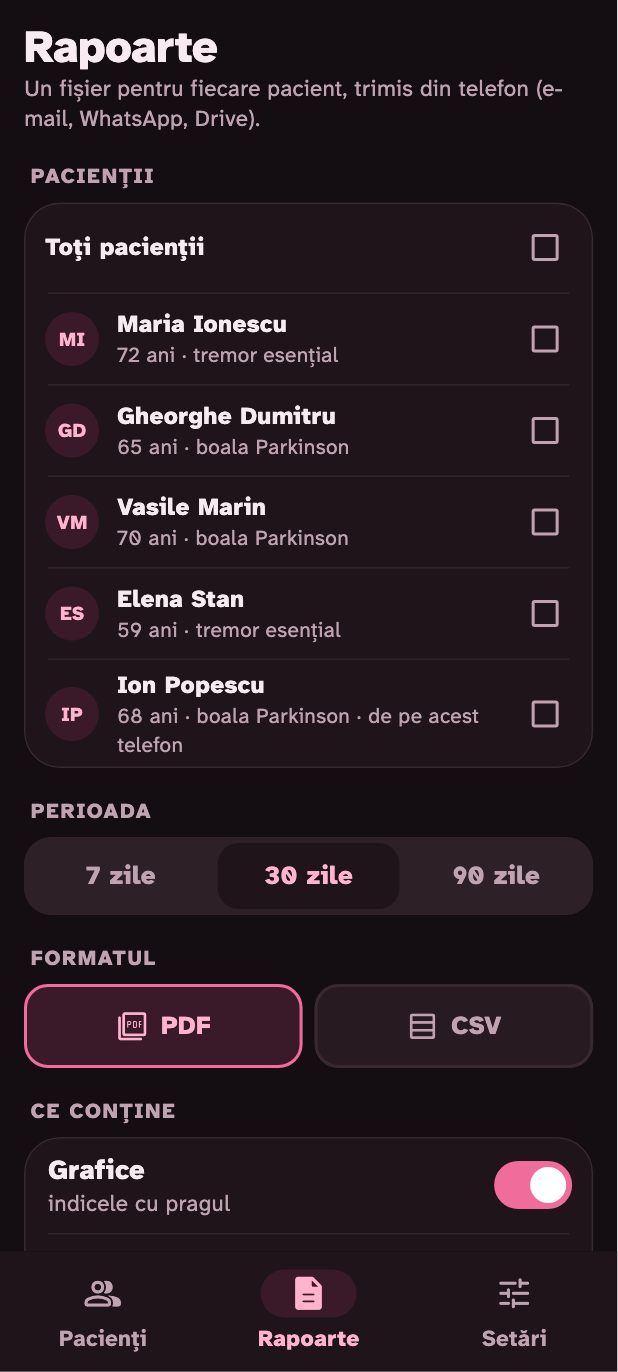 Rapoarte
Un fișier pentru fiecare pacient, trimis din telefon (e-
mail, WhatsApp, Drive).
PACIENȚII
Toți pacienții
MI
Maria Ionescu
72 ani · tremor esențial
GD
Gheorghe Dumitru
65 ani · boala Parkinson
VM
Vasile Marin
70 ani · boala Parkinson
ES
Elena Stan
59 ani · tremor esențial
IP
Ion Popescu
68 ani · boala Parkinson · de pe acest
telefon
PERIOADA
7 zile
30 zile
90 zile
FORMATUL
PDF
PDF
CSV
CE CONȚINE
Grafice
indicele cu pragul
Pacienți
Rapoarte
Setări